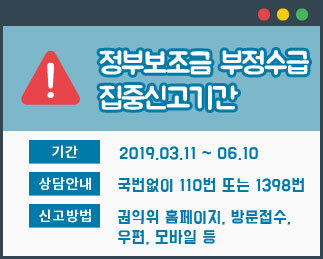 정부보조금 부정수급
집중신고기간
기간 2019.03.11 ~ 06.10
상담안내 국번없이 110번 또는 1398번
신고방법 권익위 홈페이지, 방문접수,
우편, 모바일 등